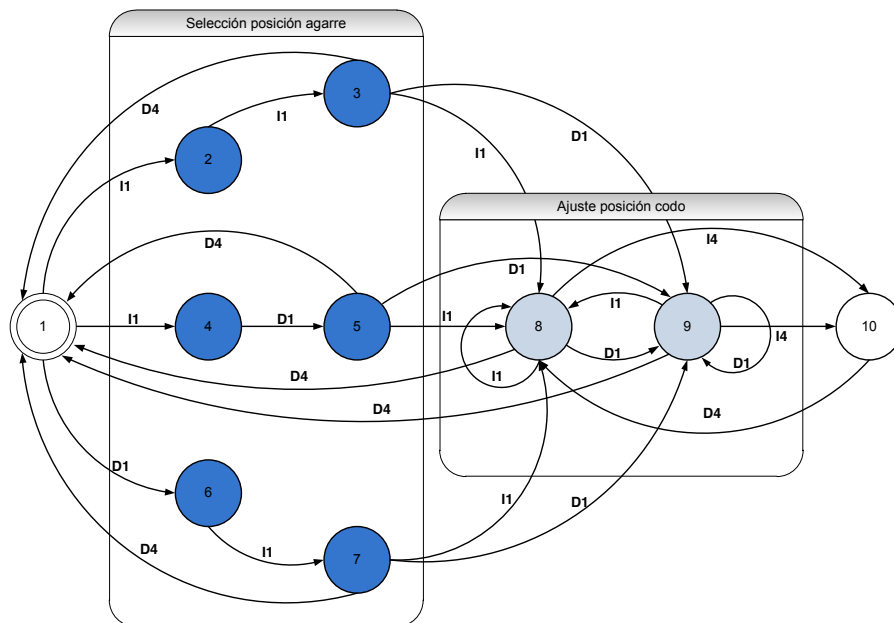 Selección posición agarre
3
D4
I1
D1
I1
2
I1
Ajuste posición codo
D4
I4
D1
I1
1
I1
4
D1
5
I1
8
9
10
I4
D1
D1
I1
D4
D4
D4
D1
6
I1
D1
I1
D4
7